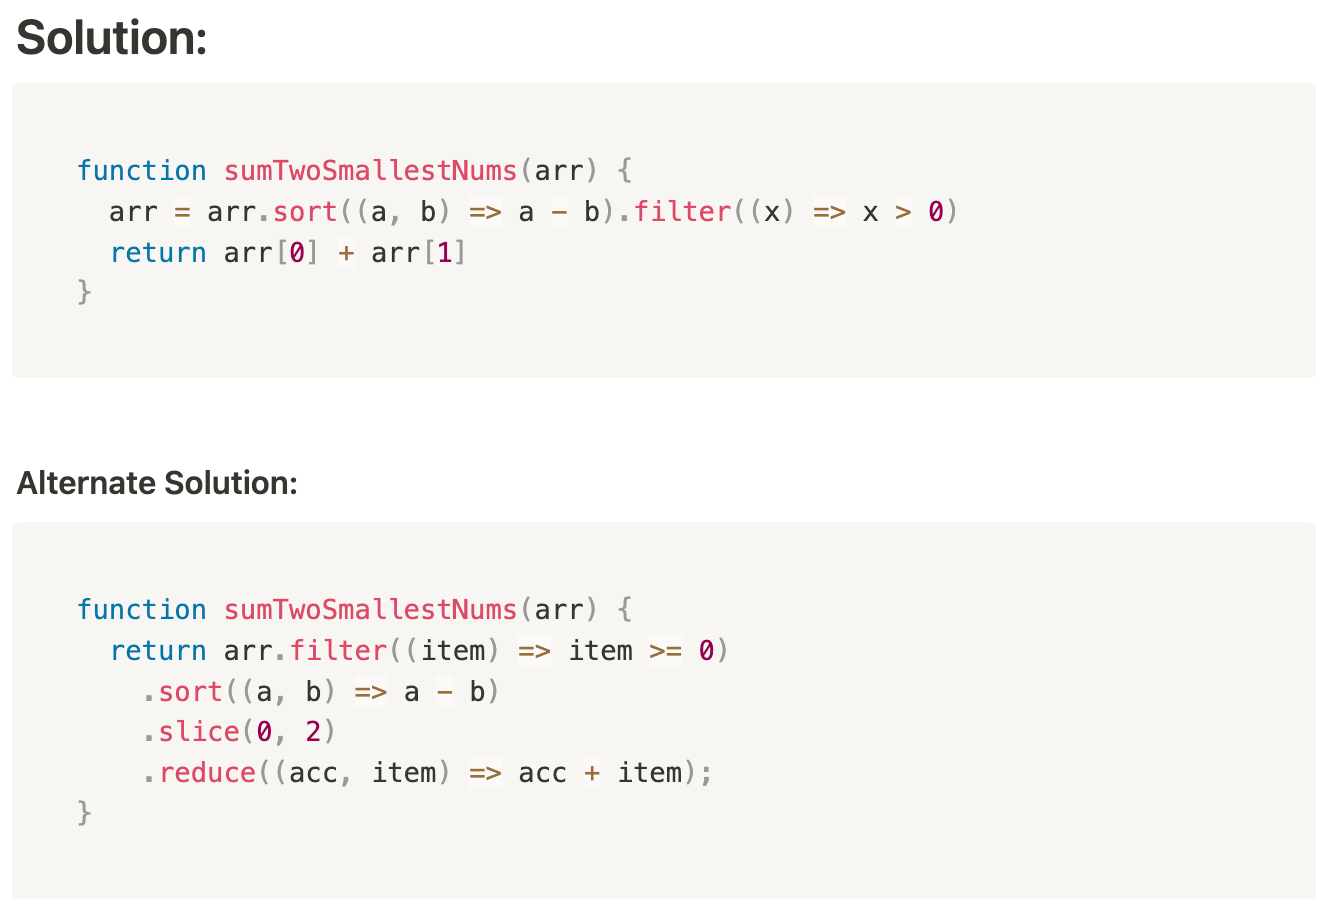 Solution:
function sumTwoSmallestNums(arr) {
  arr = arr.sort((a, b) => a - b).filter((x) => x > 0)
  return arr[0] + arr[1]
}
Alternate Solution:
function sumTwoSmallestNums(arr) {
  return arr.filter((item) => item >= 0)
    .sort((a, b) => a - b)
    .slice(0, 2)
    .reduce((acc, item) => acc + item);
}